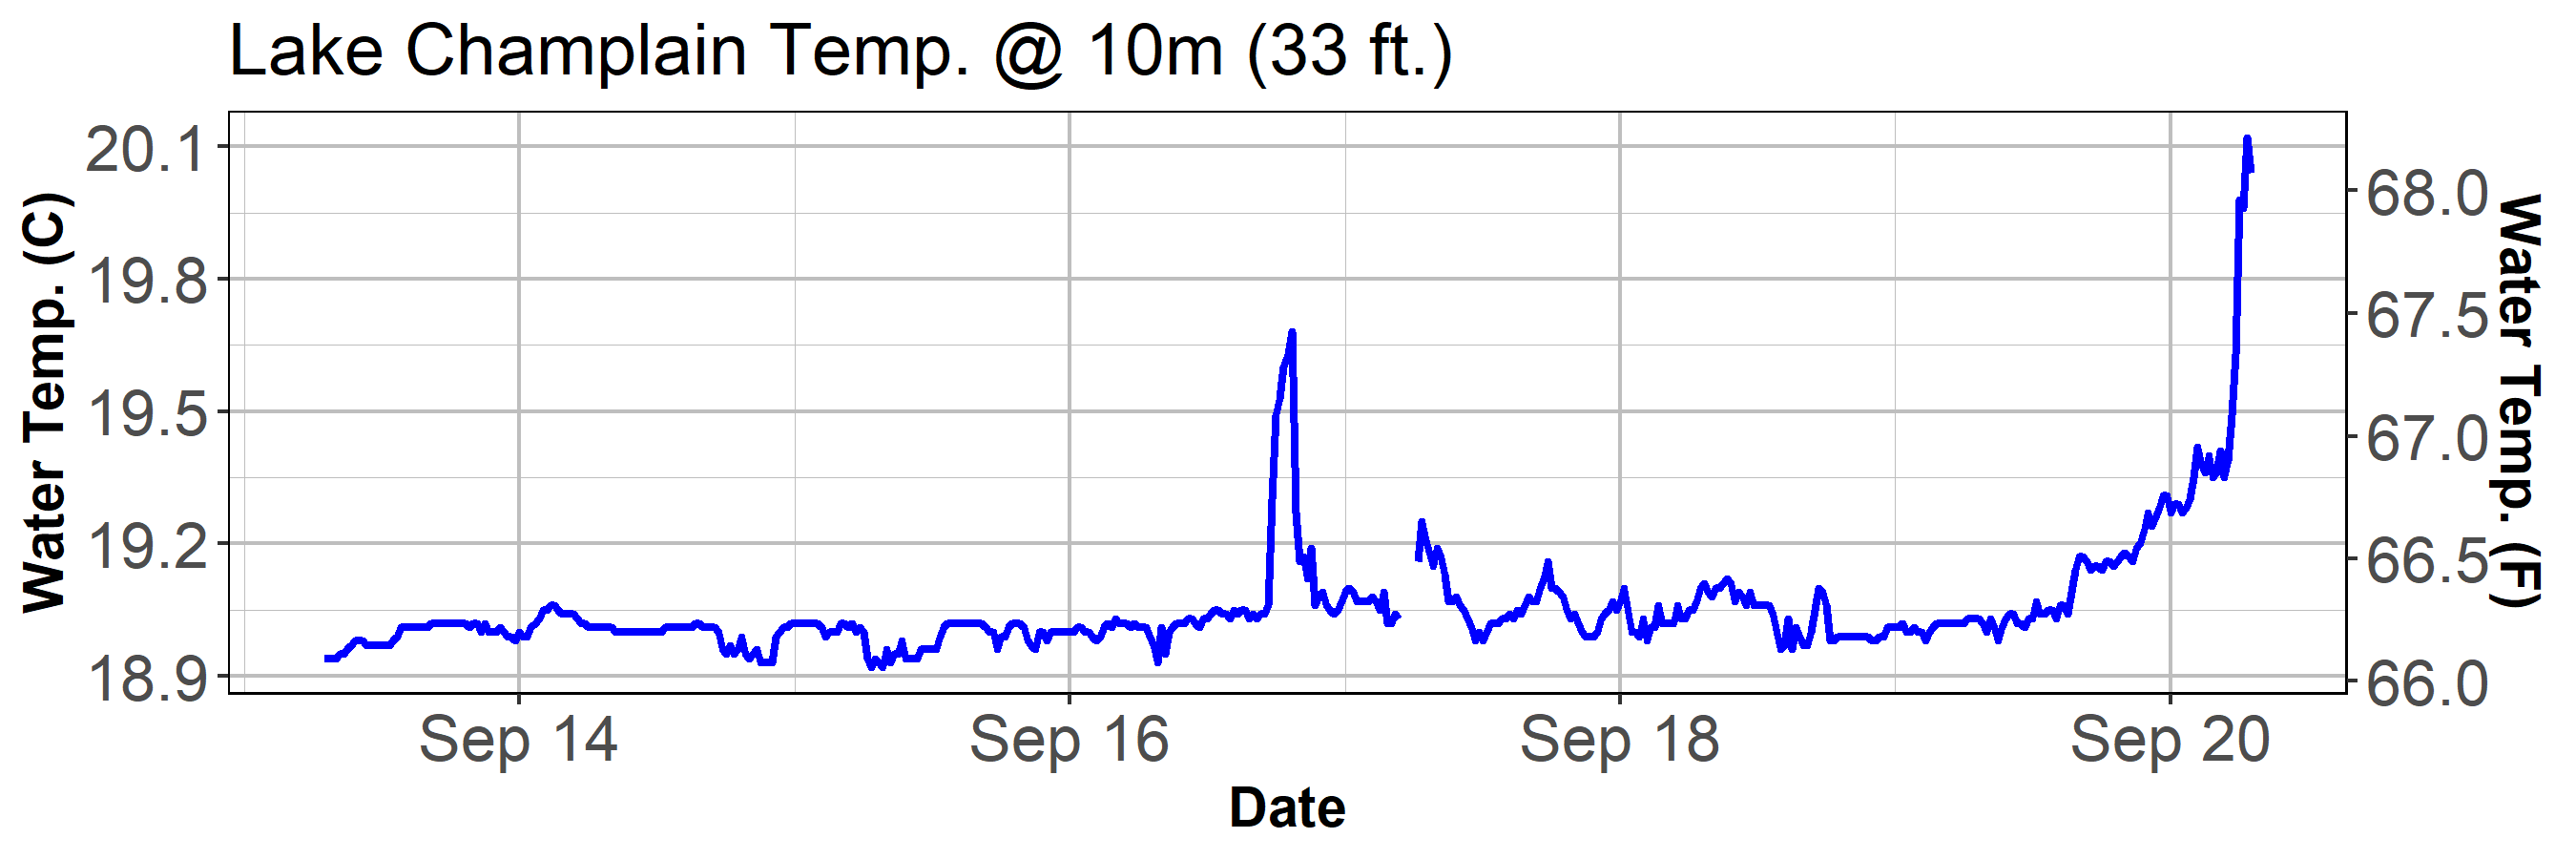 Lake Champlain Temp. @ 10m (33 ft.)
Water Temp. (C)
20.1
19.8
19.5
19.2
18.9
68.0
67.5
67.0
66.5
66.0
Water Temp. (F)
Sep 14
Sep 16
Sep 18
Sep 20
Date